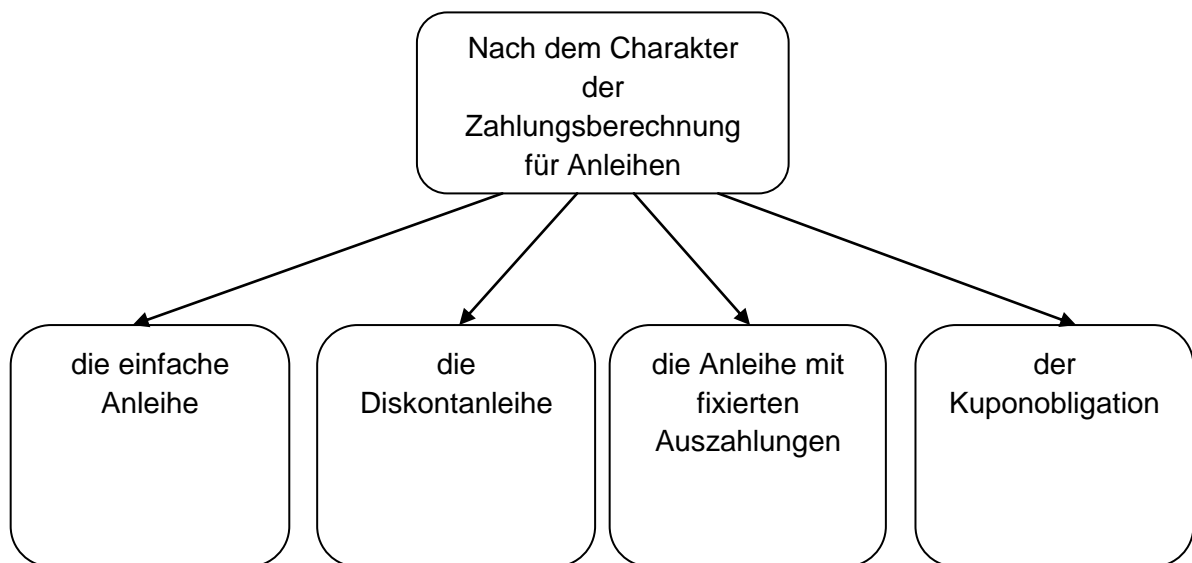 Nach dem Charakter
der
Zahlungsberechnung
für Anleihen
die einfache
Anleihe
die
Diskontanleihe
die Anleihe mit
fixierten
Auszahlungen
der
Kuponobligation